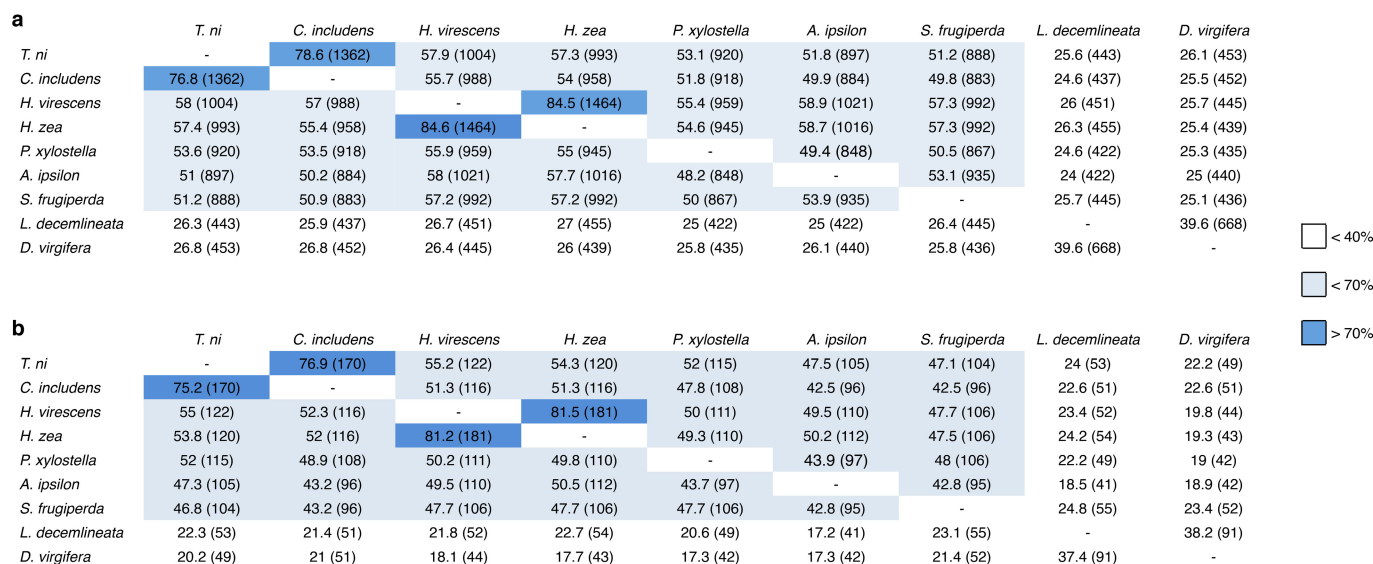 a
T. ni C. includens H. virescens H. zea P. xylostella A. ipsilon S. frugiperda L. decemlineata D. virgifera
T. ni - 78.6 (1362) 57.9 (1004) 57.3 (993) 53.1 (920) 51.8 (897) 51.2 (888) 25.6 (443) 26.1 (453)
C. includens 76.8 (1362) - 55.7 (988) 54 (958) 51.8 (918) 49.9 (884) 49.8 (883) 24.6 (437) 25.5 (452)
H. virescens 58 (1004) 57 (988) - 84.5 (1464) 55.4 (959) 58.9 (1021) 57.3 (992) 26 (451) 25.7 (445)
H. zea 57.4 (993) 55.4 (958) 84.6 (1464) - 54.6 (945) 58.7 (1016) 57.3 (992) 26.3 (455) 25.4 (439)
P. xylostella 53.6 (920) 53.5 (918) 55.9 (959) 55 (945) - 49.4 (848) 50.5 (867) 24.6 (422) 25.3 (435)
A. ipsilon 51 (897) 50.2 (884) 58 (1021) 57.7 (1016) 48.2 (848) - 53.1 (935) 24 (422) 25 (440)
S. frugiperda 51.2 (888) 50.9 (883) 57.2 (992) 57.2 (992) 50 (867) 53.9 (935) - 25.7 (445) 25.1 (436)
L. decemlineata 26.3 (443) 25.9 (437) 26.7 (451) 27 (455) 25 (422) 25 (422) 26.4 (445) - 39.6 (668)
D. virgifera 26.8 (453) 26.8 (452) 26.4 (445) 26 (439) 25.8 (435) 26.1 (440) 25.8 (436) 39.6 (668) -
< 40%
< 70%
> 70%
b
T. ni C. includens H. virescens H. zea P. xylostella A. ipsilon S. frugiperda L. decemlineata D. virgifera
T. ni - 76.9 (170) 55.2 (122) 54.3 (120) 52 (115) 47.5 (105) 47.1 (104) 24 (53) 22.2 (49)
C. includens 75.2 (170) - 51.3 (116) 51.3 (116) 47.8 (108) 42.5 (96) 42.5 (96) 22.6 (51) 22.6 (51)
H. virescens 55 (122) 52.3 (116) - 81.5 (181) 50 (111) 49.5 (110) 47.7 (106) 23.4 (52) 19.8 (44)
H. zea 53.8 (120) 52 (116) 81.2 (181) - 49.3 (110) 50.2 (112) 47.5 (106) 24.2 (54) 19.3 (43)
P. xylostella 52 (115) 48.9 (108) 50.2 (111) 49.8 (110) - 43.9 (97) 48 (106) 22.2 (49) 19 (42)
A. ipsilon 47.3 (105) 43.2 (96) 49.5 (110) 50.5 (112) 43.7 (97) - 42.8 (95) 18.5 (41) 18.9 (42)
S. frugiperda 46.8 (104) 43.2 (96) 47.7 (106) 47.7 (106) 47.7 (106) 42.8 (95) - 24.8 (55) 23.4 (52)
L. decemlineata 22.3 (53) 21.4 (51) 21.8 (52) 22.7 (54) 20.6 (49) 17.2 (41) 23.1 (55) - 38.2 (91)
D. virgifera 20.2 (49) 21 (51) 18.1 (44) 17.7 (43) 17.3 (42) 17.3 (42) 21.4 (52) 37.4 (91) -